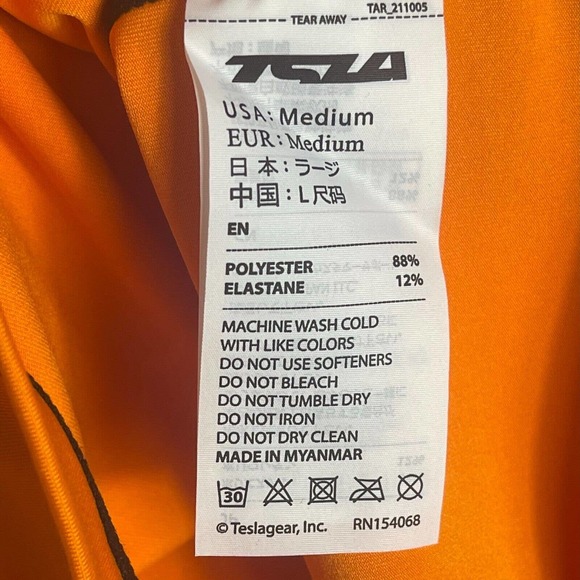 TAR_211005
TEAR AWAY
TSLA
USA: Medium
EUR: Medium
日本: ラージ
中国: L尺码
EN
POLYESTER 88%
ELASTANE 12%
MACHINE WASH COLD
WITH LIKE COLORS
DO NOT USE SOFTENERS
DO NOT BLEACH
DO NOT TUMBLE DRY
DO NOT IRON
DO NOT DRY CLEAN
MADE IN MYANMAR
30
© Teslagear, Inc. RN154068